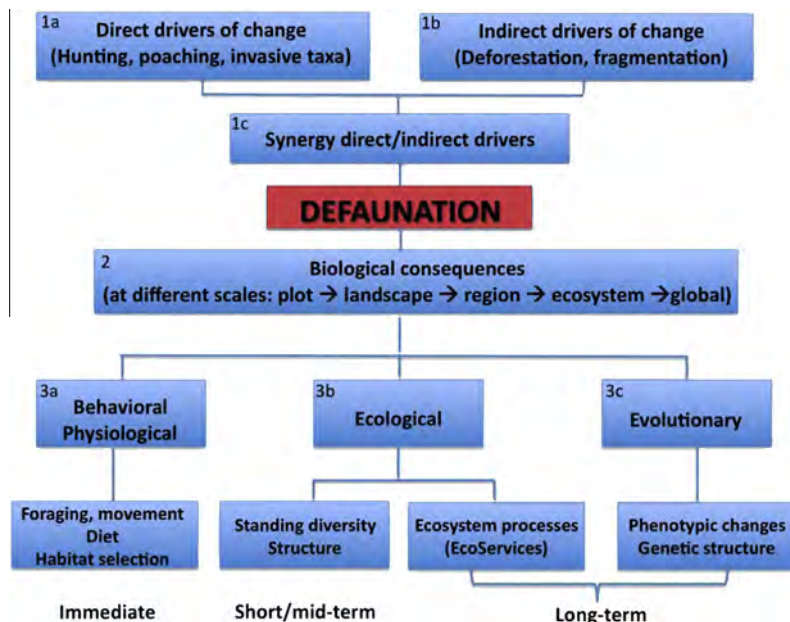 1a
Direct drivers of change
(Hunting, poaching, invasive taxa)
1b
Indirect drivers of change
(Deforestation, fragmentation)
1c
Synergy direct/indirect drivers
DEFAUNATION
2
Biological consequences
(at different scales: plot → landscape → region → ecosystem →global)
3a
Behavioral
Physiological
3b
Ecological
3c
Evolutionary
Foraging, movement
Diet
Habitat selection
Standing diversity
Structure
Ecosystem processes
(EcoServices)
Phenotypic changes
Genetic structure
Immediate
Short/mid-term
Long-term